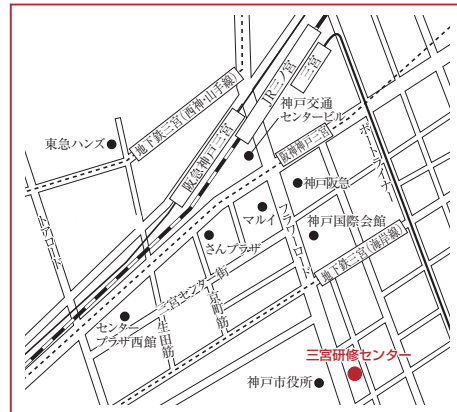 JR三ノ宮
三宮
地下鉄三宮(西神・山手線)
神戸交通
センタービル
東急ハンズ
阪急神戸三宮
阪神神戸三宮
ポートライナー
神戸阪急
マルイ
トアロード
フラワーロード
神戸国際会館
さんプラザ
地下鉄三宮(海岸線)
三宮センター街
京町筋
三宮研修センター
センター
プラザ西館
生田筋
神戸市役所